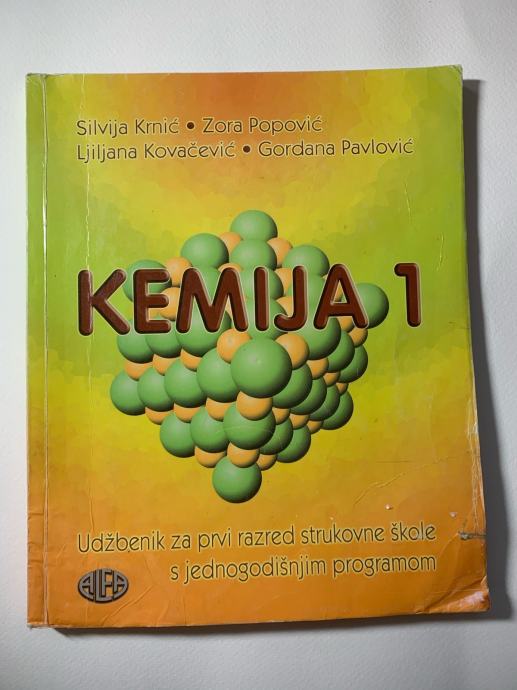 Silvija Krnić • Zora Popović
Ljiljana Kovačević • Gordana Pavlović
KEMIJA 1
Udžbenik za prvi razred strukovne škole
s jednogodišnjim programom
ALFA